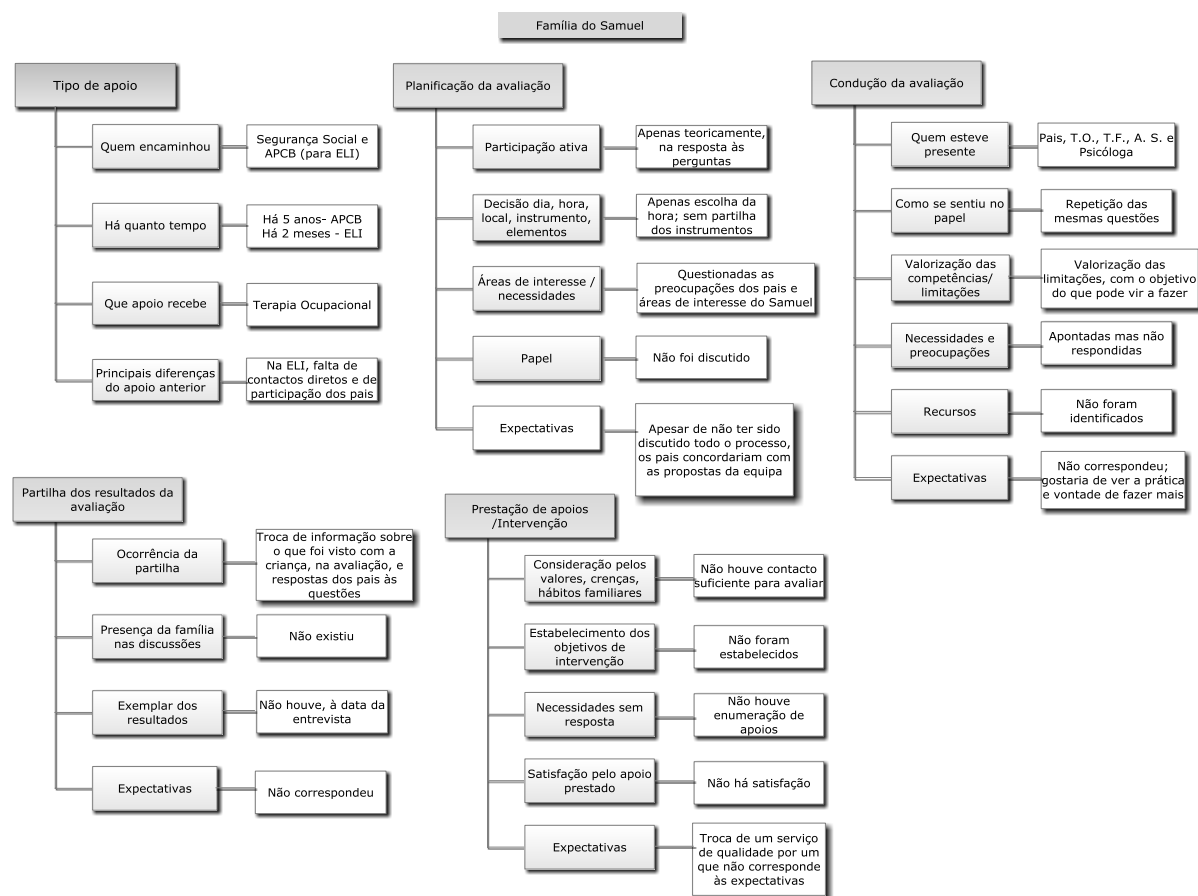 Família do Samuel
Tipo de apoio
Quem encaminhou
Segurança Social e
APCB (para ELI)
Há quanto tempo
Há 5 anos- APCB
Há 2 meses - ELI
Que apoio recebe
Terapia Ocupacional
Principais diferenças
do apoio anterior
Na ELI, falta de
contactos diretos e de
participação dos pais
Planificação da avaliação
Participação ativa
Apenas teoricamente,
na resposta às
perguntas
Decisão dia, hora,
local, instrumento,
elementos
Apenas escolha da
hora; sem partilha
dos instrumentos
Áreas de interesse /
necessidades
Questionadas as
preocupações dos pais e
áreas de interesse do Samuel
Papel
Não foi discutido
Expectativas
Apesar de não ter sido
discutido todo o processo,
os pais concordariam com
as propostas da equipa
Condução da avaliação
Quem esteve
presente
Pais, T.O., T.F., A. S. e
Psicóloga
Como se sentiu no
papel
Repetição das
mesmas questões
Valorização das
competências/
limitações
Valorização das
limitações, com o objetivo
do que pode vir a fazer
Necessidades e
preocupações
Apontadas mas não
respondidas
Recursos
Não foram
identificados
Expectativas
Não correspondeu;
gostaria de ver a prática
e vontade de fazer mais
Partilha dos resultados da
avaliação
Ocorrência da
partilha
Troca de informação sobre
o que foi visto com a
criança, na avaliação, e
respostas dos pais às
questões
Presença da família
nas discussões
Não existiu
Exemplar dos
resultados
Não houve, à data da
entrevista
Expectativas
Não correspondeu
Prestação de apoios
/Intervenção
Consideração pelos
valores, crenças,
hábitos familiares
Não houve contacto
suficiente para avaliar
Estabelecimento dos
objetivos de
intervenção
Não foram
estabelecidos
Necessidades sem
resposta
Não houve
enumeração de
apoios
Satisfação pelo apoio
prestado
Não há satisfação
Expectativas
Troca de um serviço
de qualidade por um
que não corresponde
às expectativas